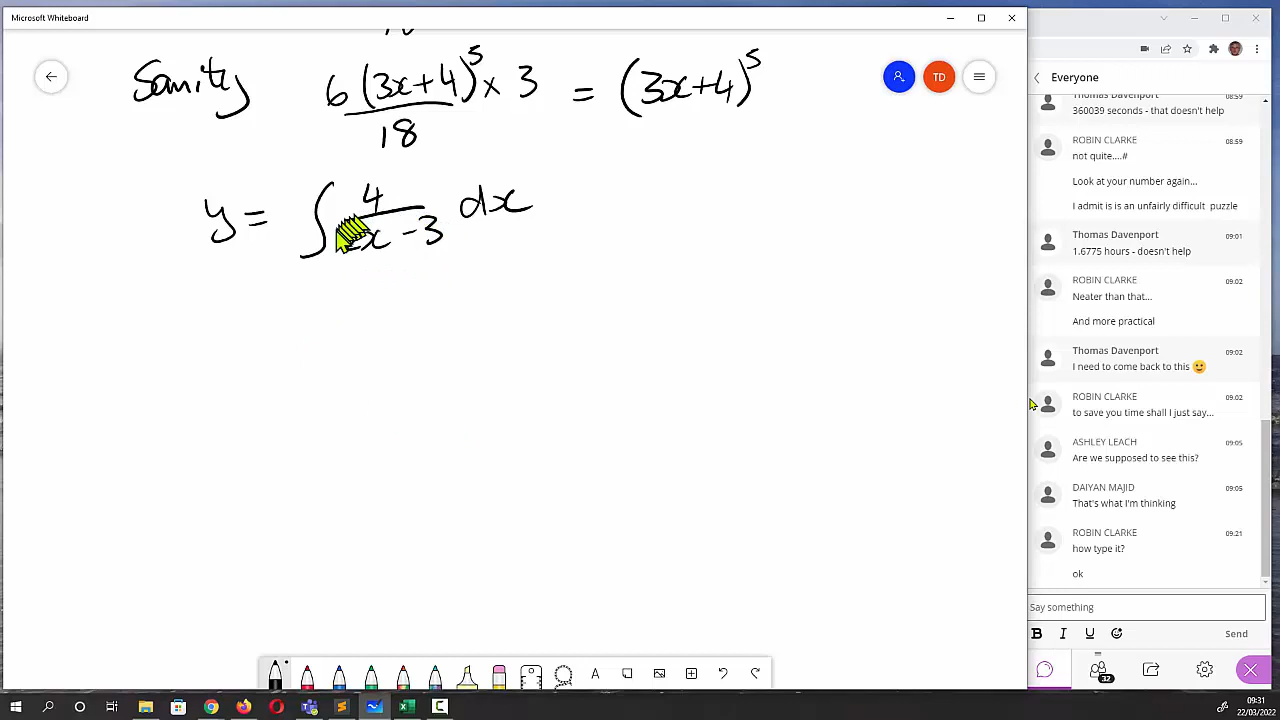 Microsoft Whiteboard
Sanity 6(3x+4)^5 × 3 / 18 = (3x+4)^5
TD
y = ∫ 4 / x - 3 dx
Everyone
Thomas Davenport 08:59
360039 seconds - that doesn't help
ROBIN CLARKE 08:59
not quite....#
Look at your number again...
I admit is is an unfairly difficult puzzle
Thomas Davenport 09:01
1.6775 hours - doesn't help
ROBIN CLARKE 09:02
Neater than that...
And more practical
Thomas Davenport 09:02
I need to come back to this
ROBIN CLARKE 09:02
to save you time shall I just say...
ASHLEY LEACH 09:05
Are we supposed to see this?
DAIYAN MAJID 09:05
That's what I'm thinking
ROBIN CLARKE 09:21
how type it?
ok
Say something
B I U
Send
A
32
09:31
22/03/2022